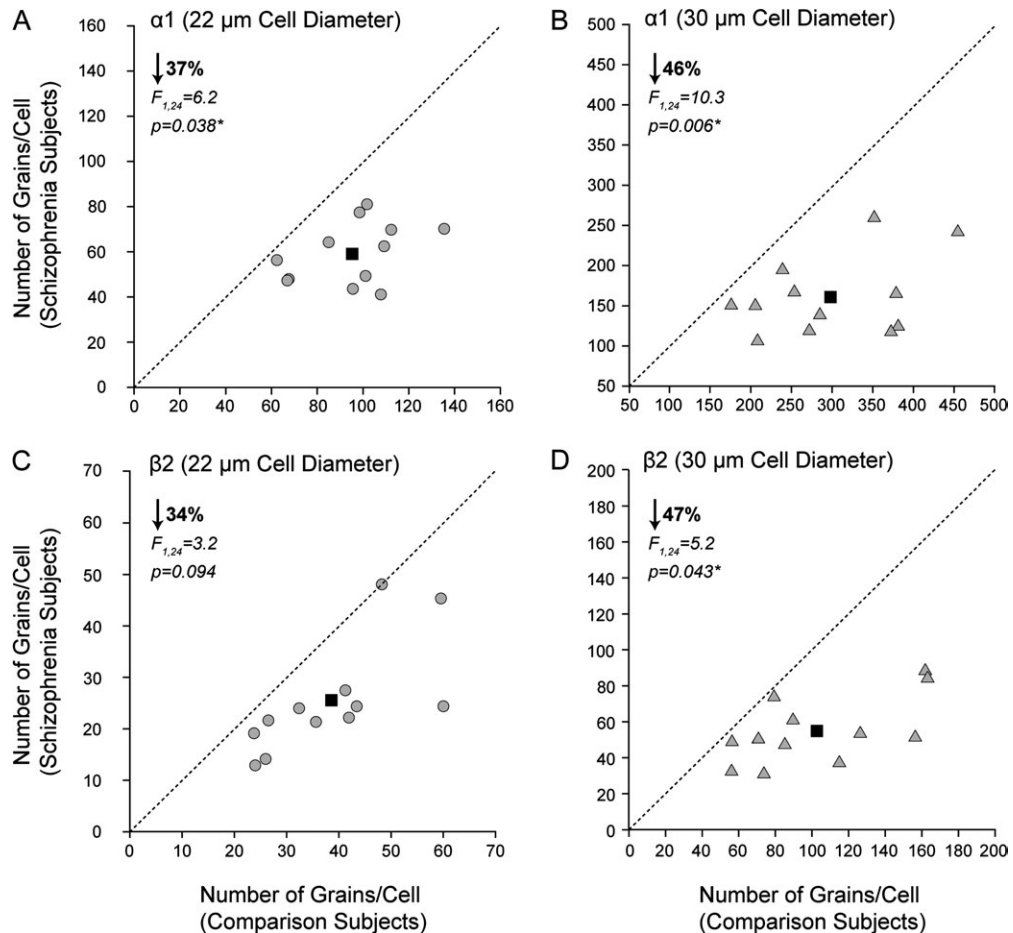 A
α1 (22 µm Cell Diameter)
160
140
120
100
80
60
40
20
0
0 20 40 60 80 100 120 140 160
↓37%
F1,24=6.2
p=0.038*
Number of Grains/Cell
(Schizophrenia Subjects)
B
α1 (30 µm Cell Diameter)
500
450
400
350
300
250
200
150
100
50
50 100 150 200 250 300 350 400 450 500
↓46%
F1,24=10.3
p=0.006*
C
β2 (22 µm Cell Diameter)
70
60
50
40
30
20
10
0
0 10 20 30 40 50 60 70
↓34%
F1,24=3.2
p=0.094
Number of Grains/Cell
(Schizophrenia Subjects)
Number of Grains/Cell
(Comparison Subjects)
D
β2 (30 µm Cell Diameter)
200
180
160
140
120
100
80
60
40
20
0
0 20 40 60 80 100 120 140 160 180 200
↓47%
F1,24=5.2
p=0.043*
Number of Grains/Cell
(Comparison Subjects)